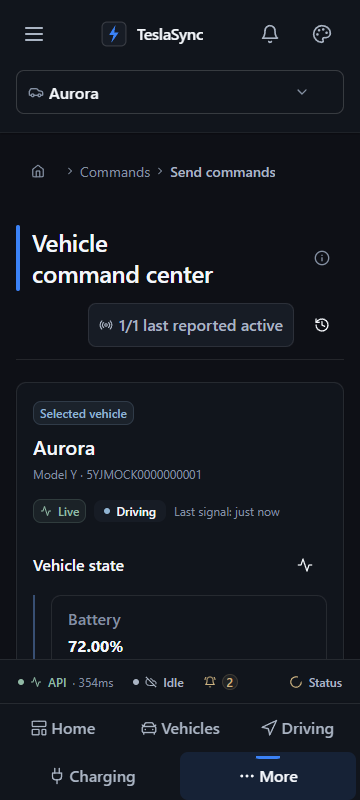 TeslaSync
Aurora
Commands > Send commands
Vehicle
command center
1/1 last reported active
Selected vehicle
Aurora
Model Y · 5YJMOCK0000000001
Live Driving Last signal: just now
Vehicle state
Battery
72.00%
API · 354ms Idle 2 Status
Home Vehicles Driving
Charging More